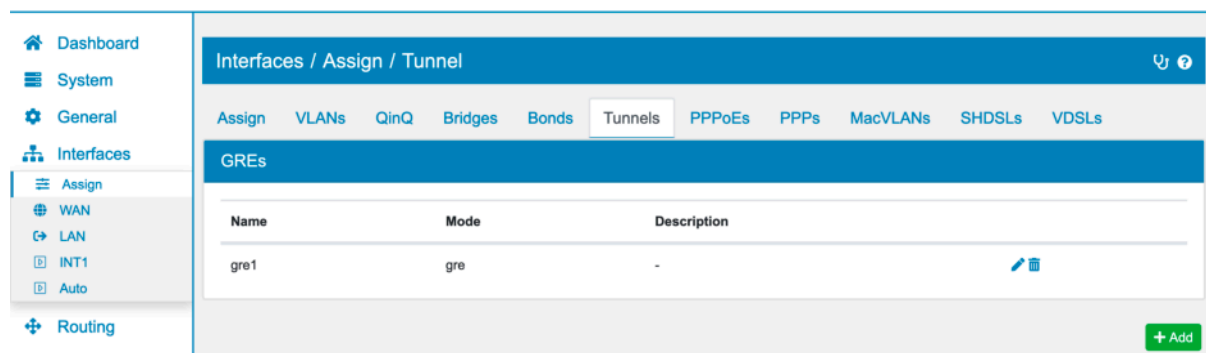 Dashboard
System
General
Interfaces
Assign
WAN
LAN
INT1
Auto
Routing
Interfaces / Assign / Tunnel
Assign VLANs QinQ Bridges Bonds Tunnels PPPoEs PPPs MacVLANs SHDSLs VDSLs
GREs
Name Mode Description
gre1 gre -
+ Add